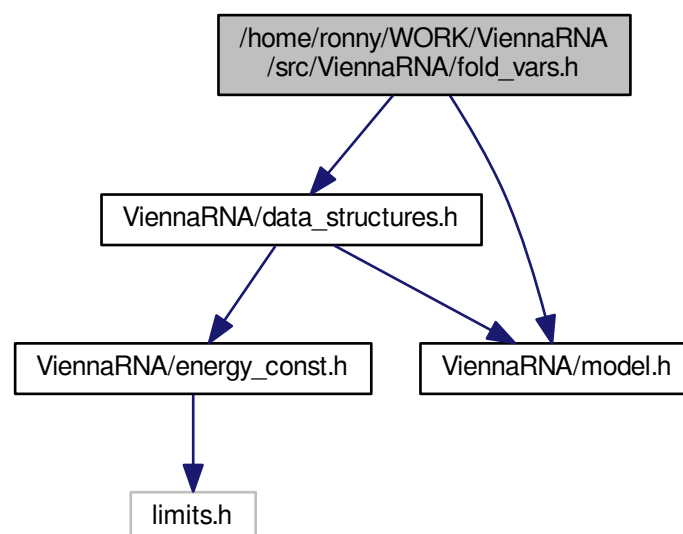 /home/ronny/WORK/ViennaRNA
/src/ViennaRNA/fold_vars.h
ViennaRNA/data_structures.h
ViennaRNA/energy_const.h
ViennaRNA/model.h
limits.h